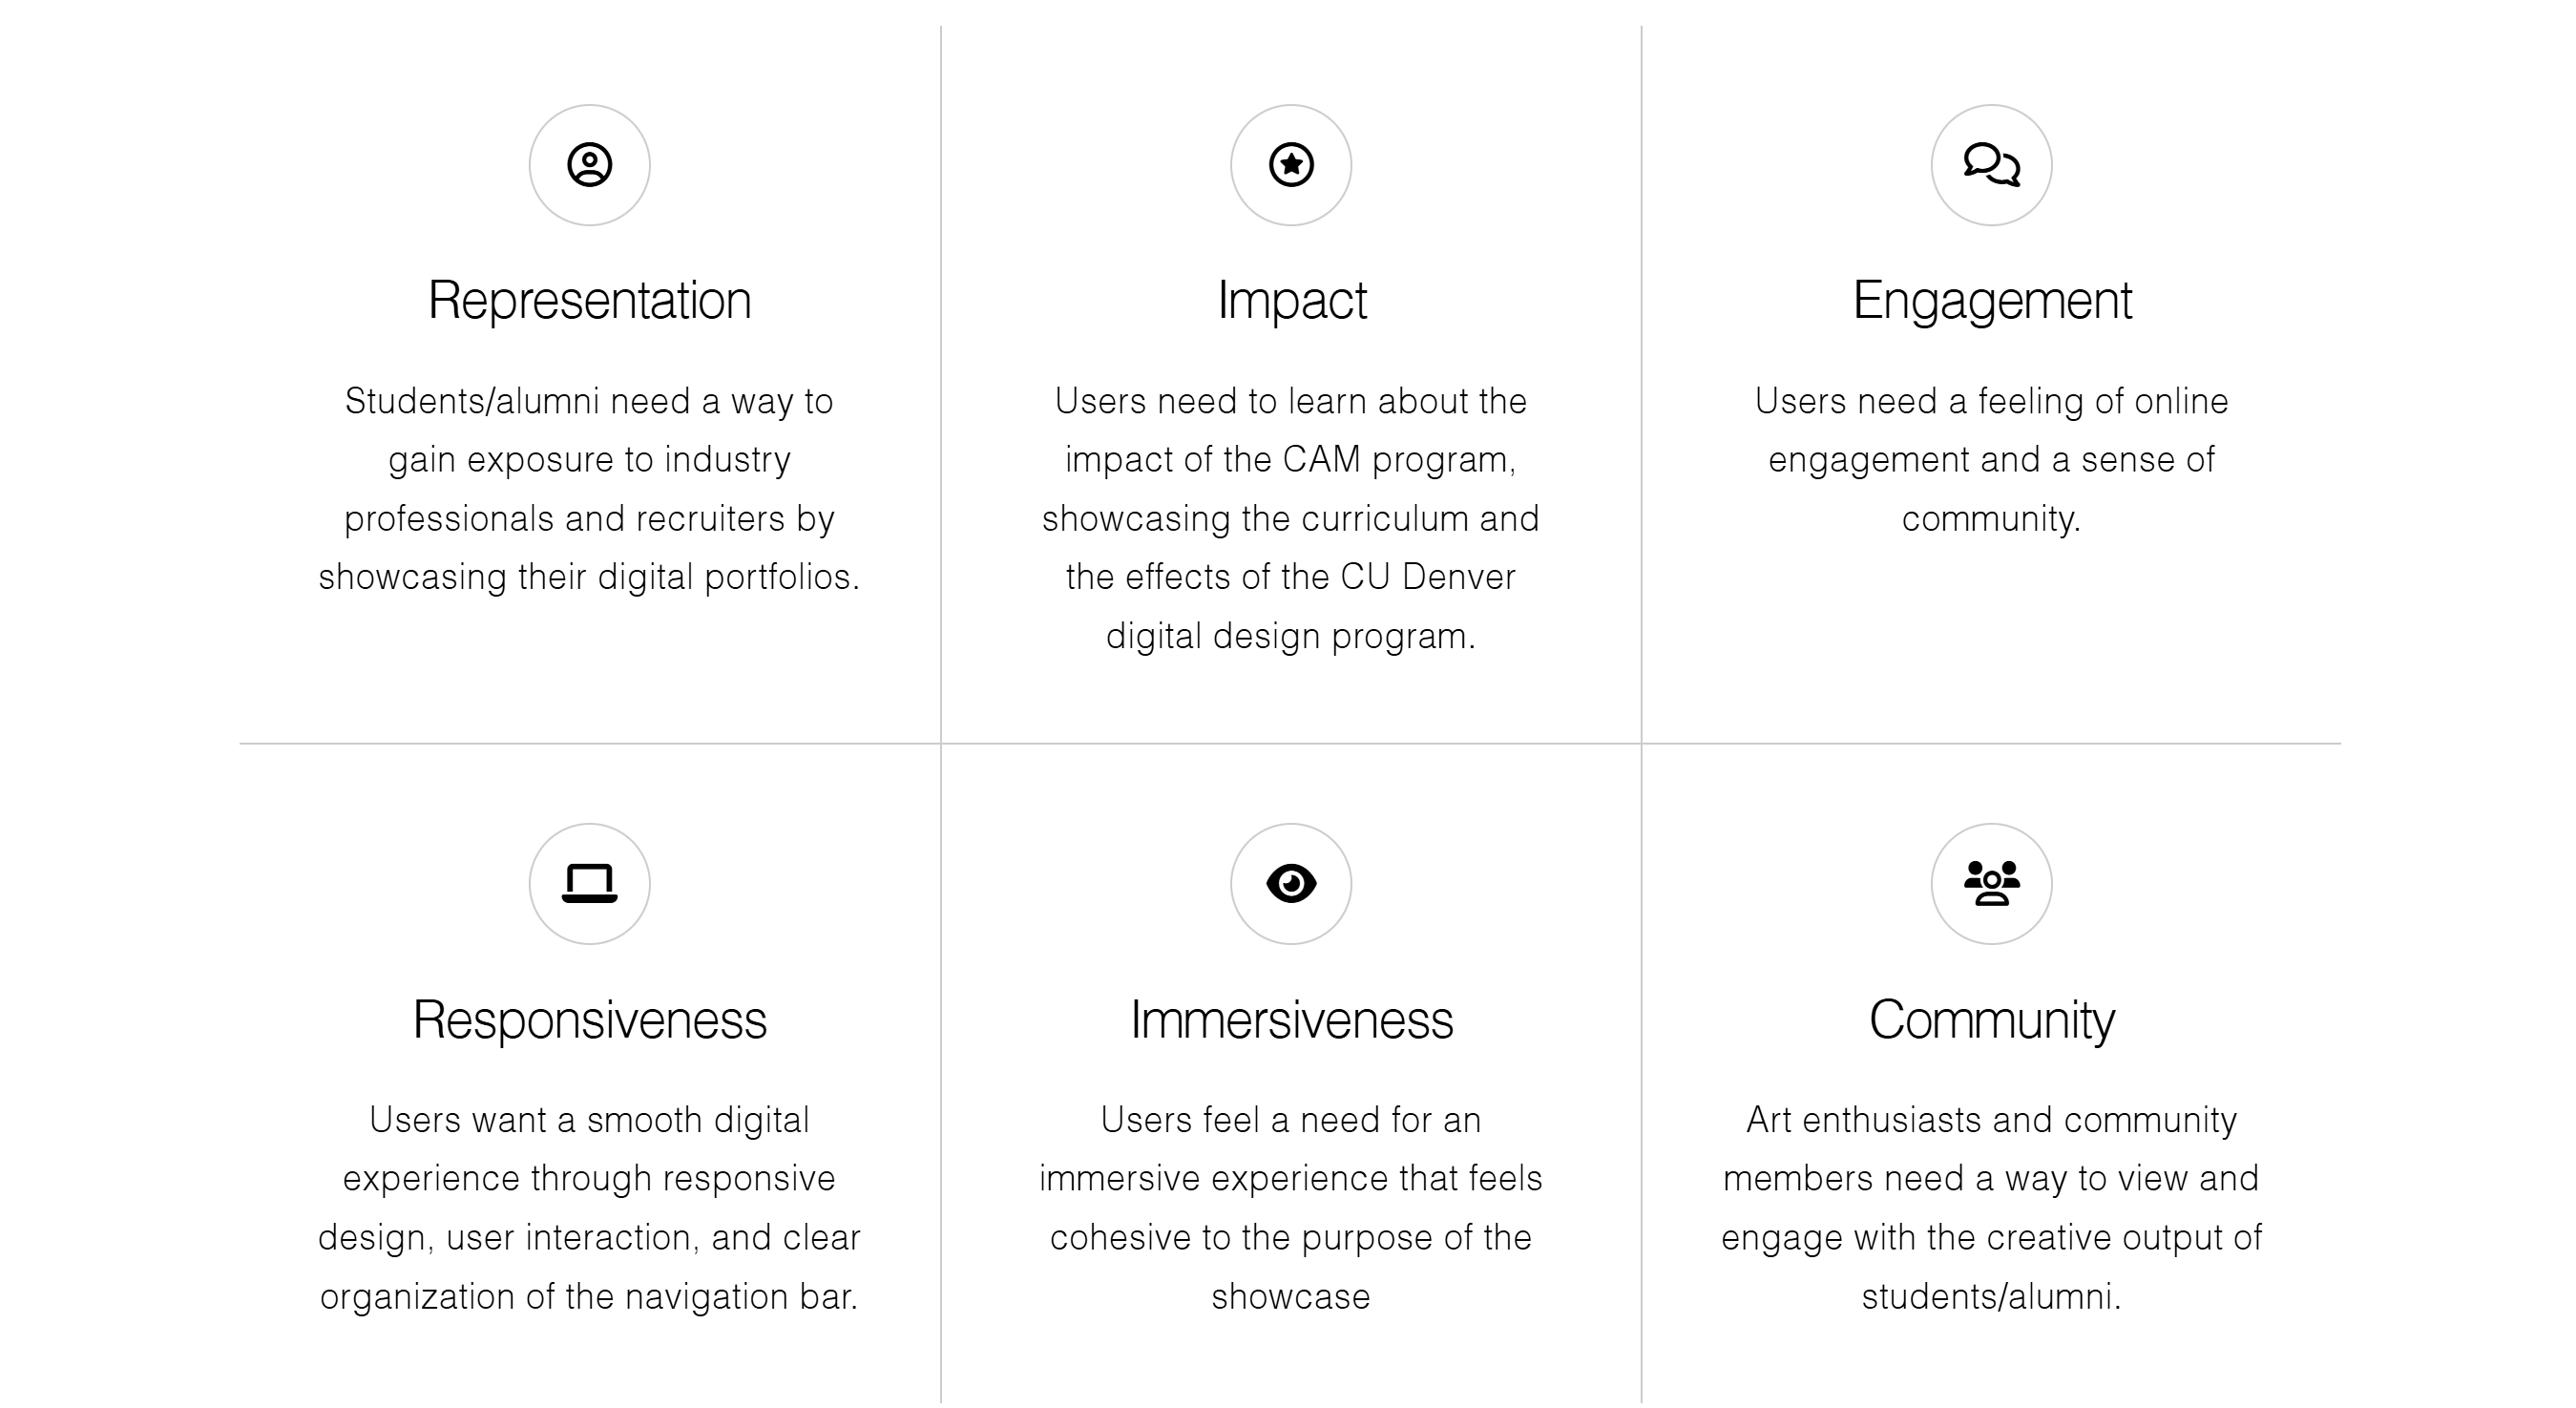 Representation
Students/alumni need a way to
gain exposure to industry
professionals and recruiters by
showcasing their digital portfolios.
Impact
Users need to learn about the
impact of the CAM program,
showcasing the curriculum and
the effects of the CU Denver
digital design program.
Engagement
Users need a feeling of online
engagement and a sense of
community.
Responsiveness
Users want a smooth digital
experience through responsive
design, user interaction, and clear
organization of the navigation bar.
Immersiveness
Users feel a need for an
immersive experience that feels
cohesive to the purpose of the
showcase
Community
Art enthusiasts and community
members need a way to view and
engage with the creative output of
students/alumni.